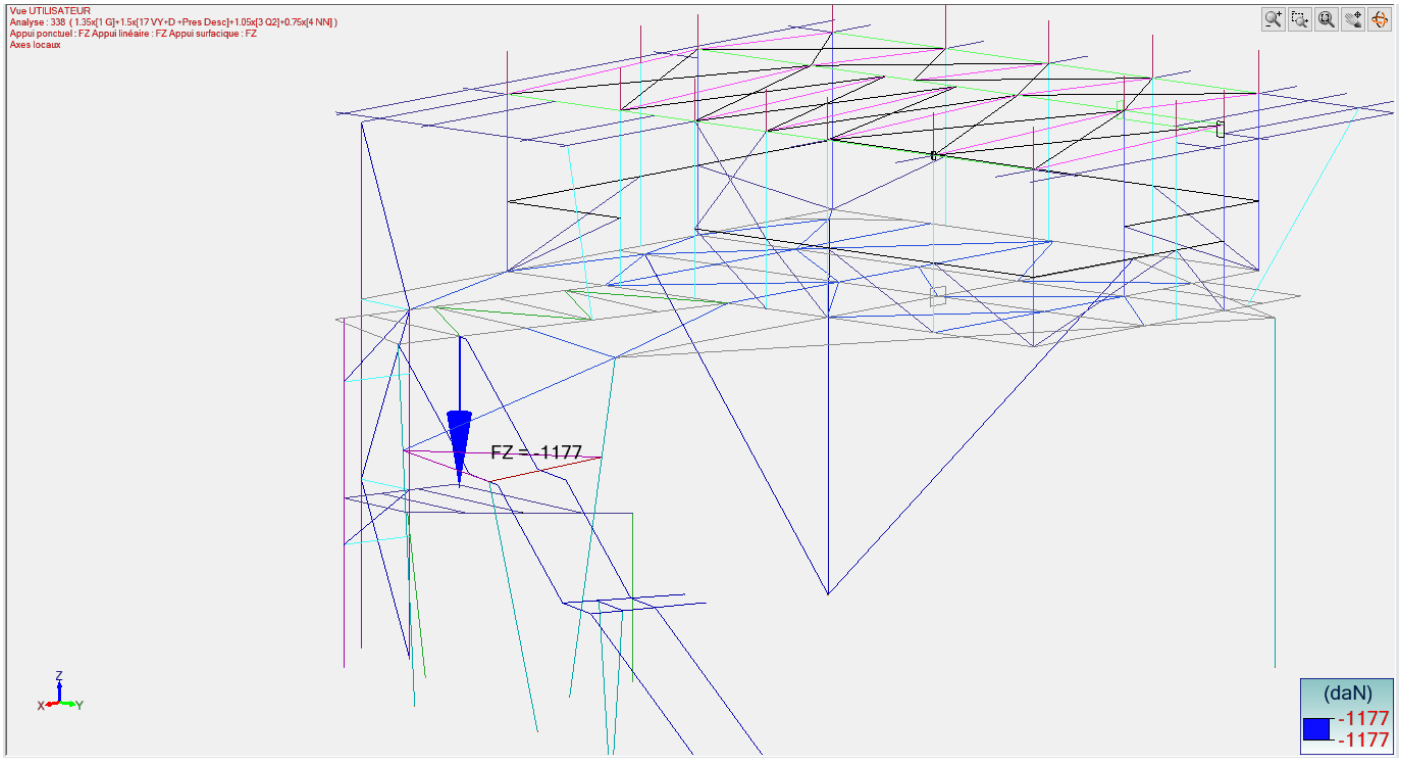 Vue UTILISATEUR
Analyse : 338 ( 1.35x[1 G]+1.5x[17 VY+D +Pres Desc]+1.05x[3 Q2]+0.75x[4 NN] )
Appui ponctuel : FZ Appui linéaire : FZ Appui surfacique : FZ
Axes locaux
FZ = -1177
Z
X Y
(daN)
-1177
-1177